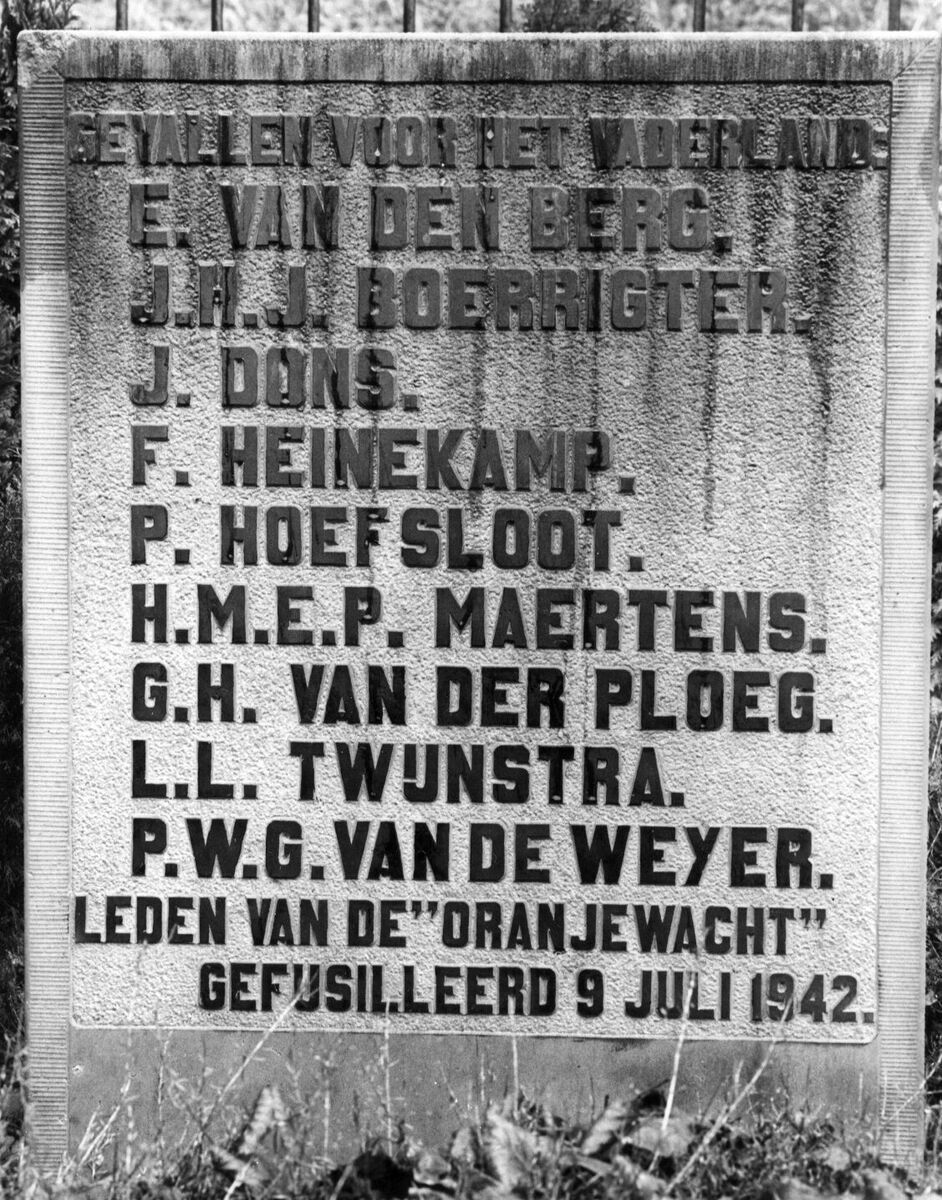 GEVALLEN VOOR HET VADERLAND:
E. VAN DEN BERG.
J.H.J. BOERRIGTER.
J. DONS.
F. HEINEKAMP.
P. HOEFSLOOT.
H.M.E.P. MAERTENS.
G.H. VAN DER PLOEG.
L.L. TWIJNSTRA.
P.W.G. VAN DE WEYER.
LEDEN VAN DE "ORANJEWACHT"
GEFUSILLEERD 9 JULI 1942.